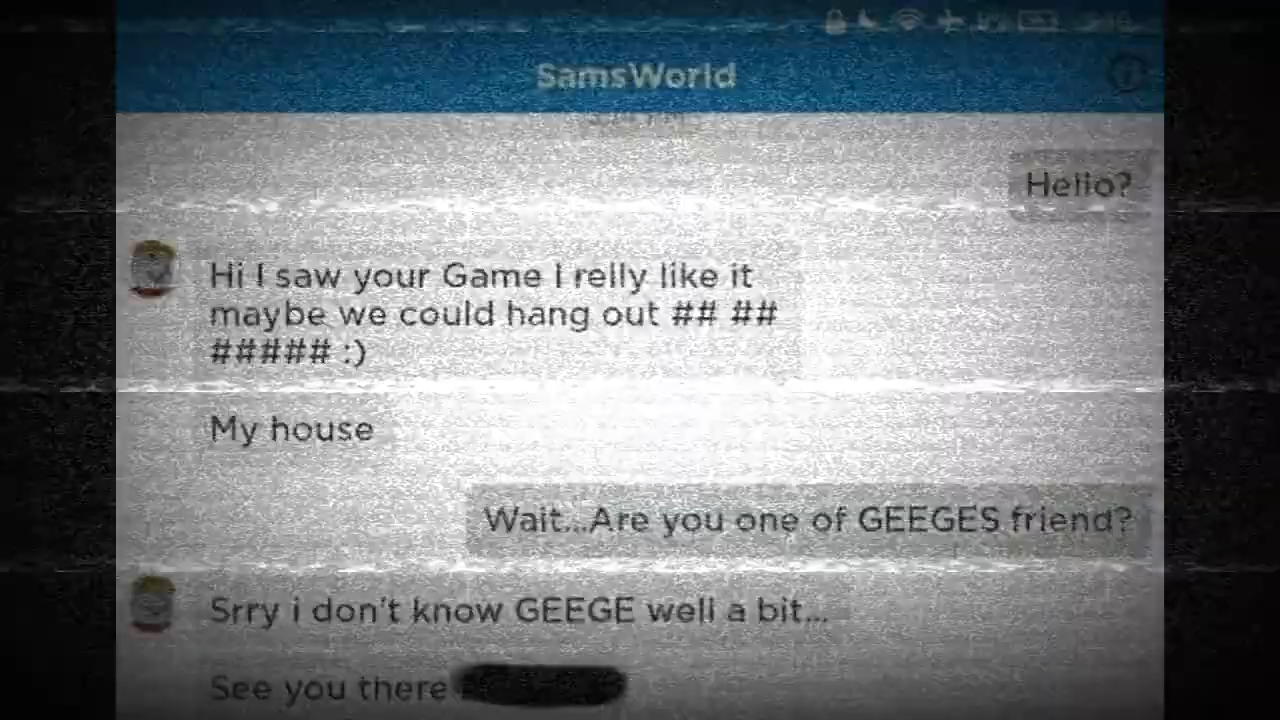 SamsWorld
Hello?
Hi I saw your Game I relly like it
maybe we could hang out ## ##
##### :)
My house
Wait...Are you one of GEEGES friend?
Srry i don't know GEEGE well a bit...
See you there